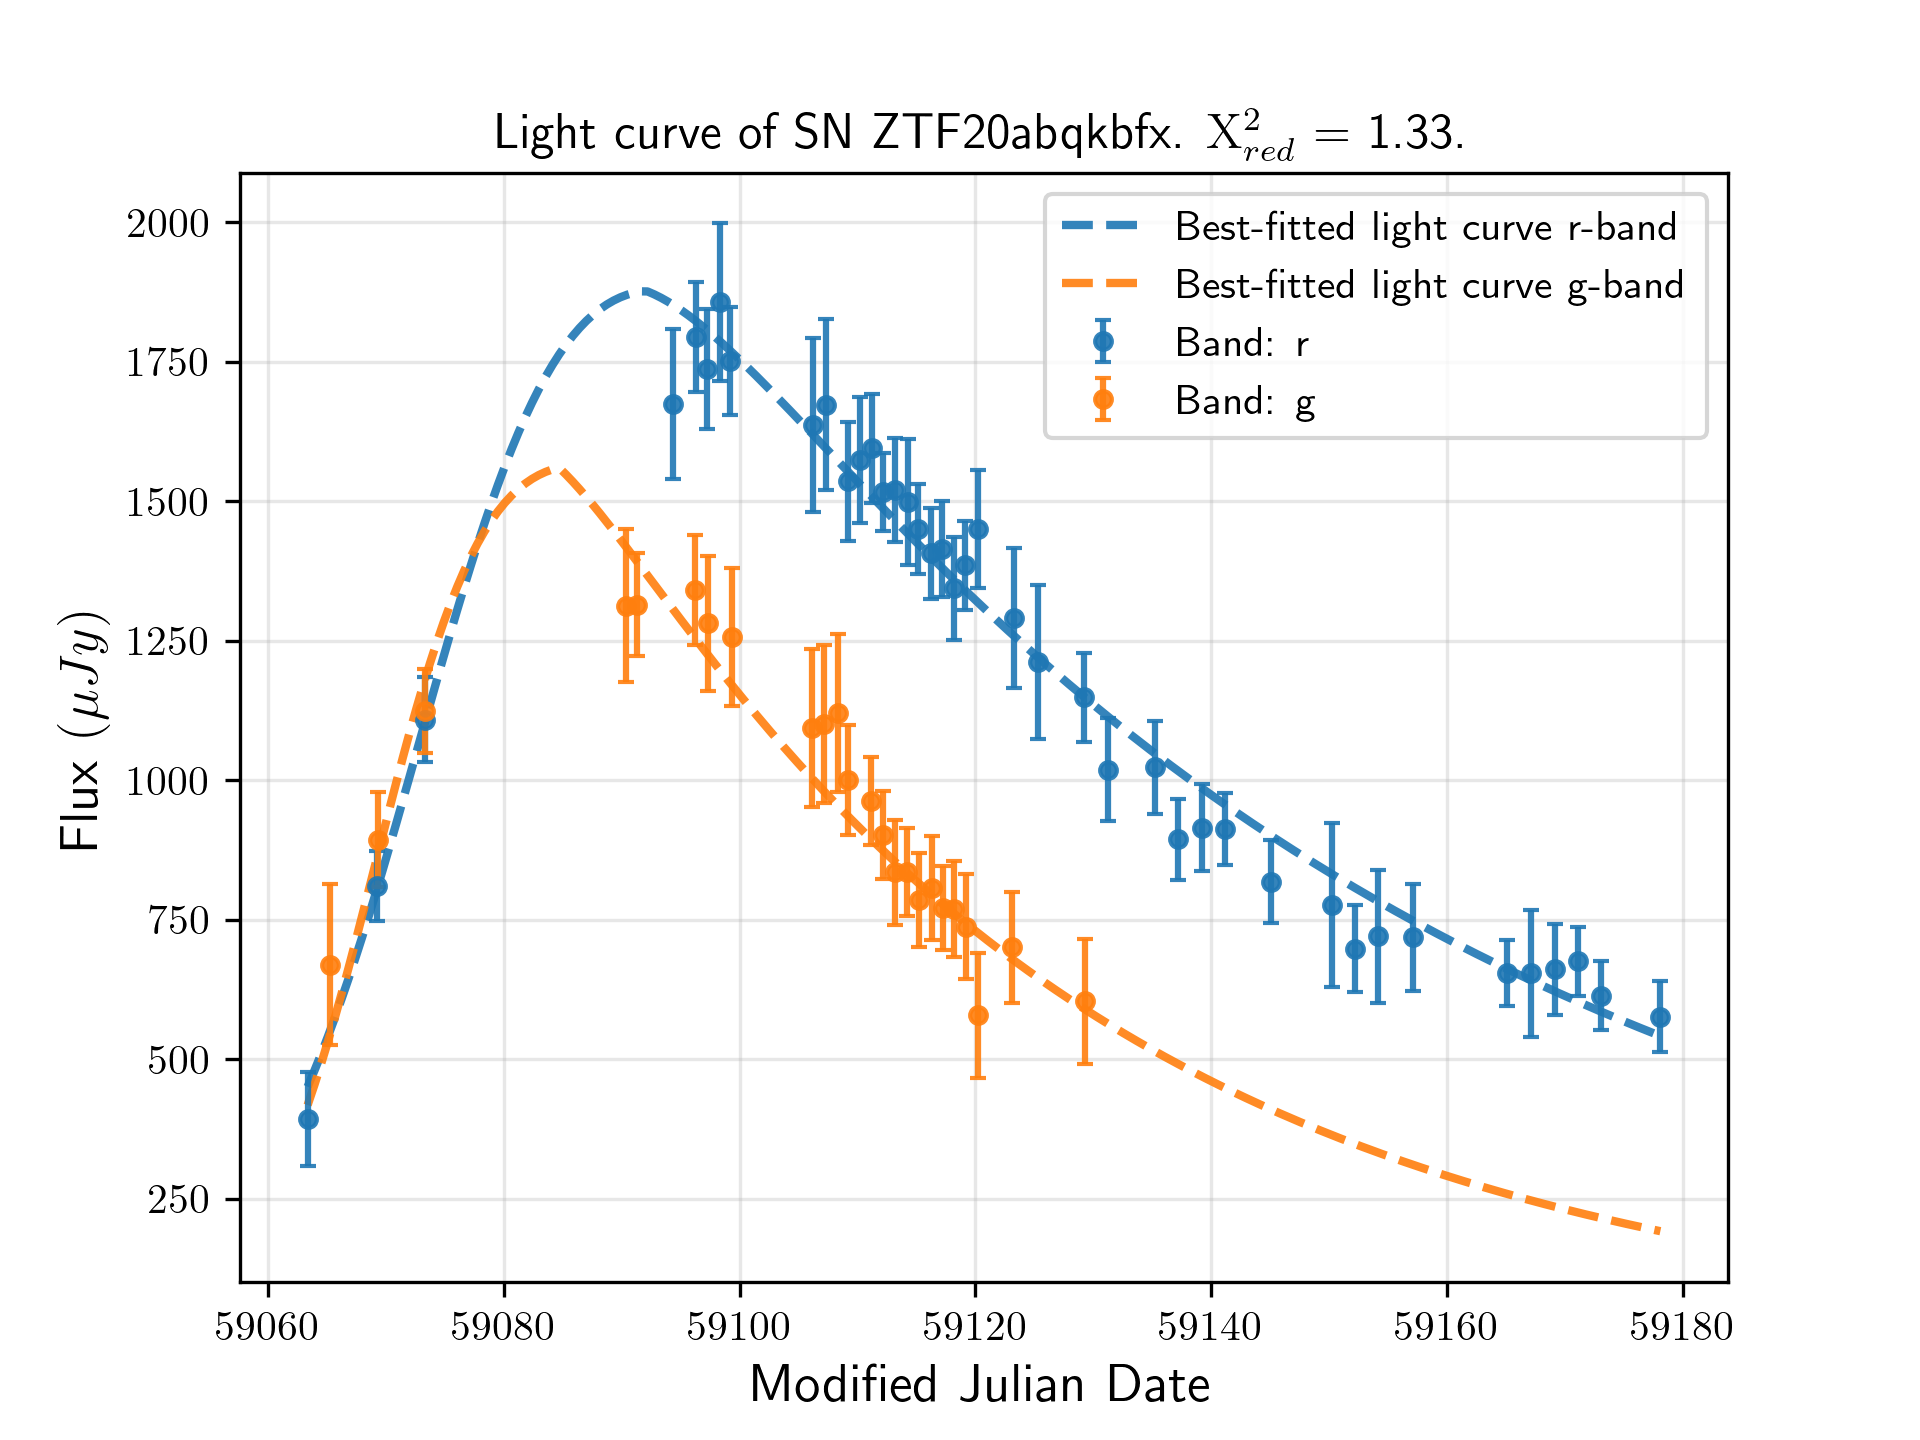 Light curve of SN ZTF20abqkbfx. X²red = 1.33.
Best-fitted light curve r-band
Best-fitted light curve g-band
Band: r
Band: g
Flux (μJy)
2000
1750
1500
1250
1000
750
500
250
59060 59080 59100 59120 59140 59160 59180
Modified Julian Date